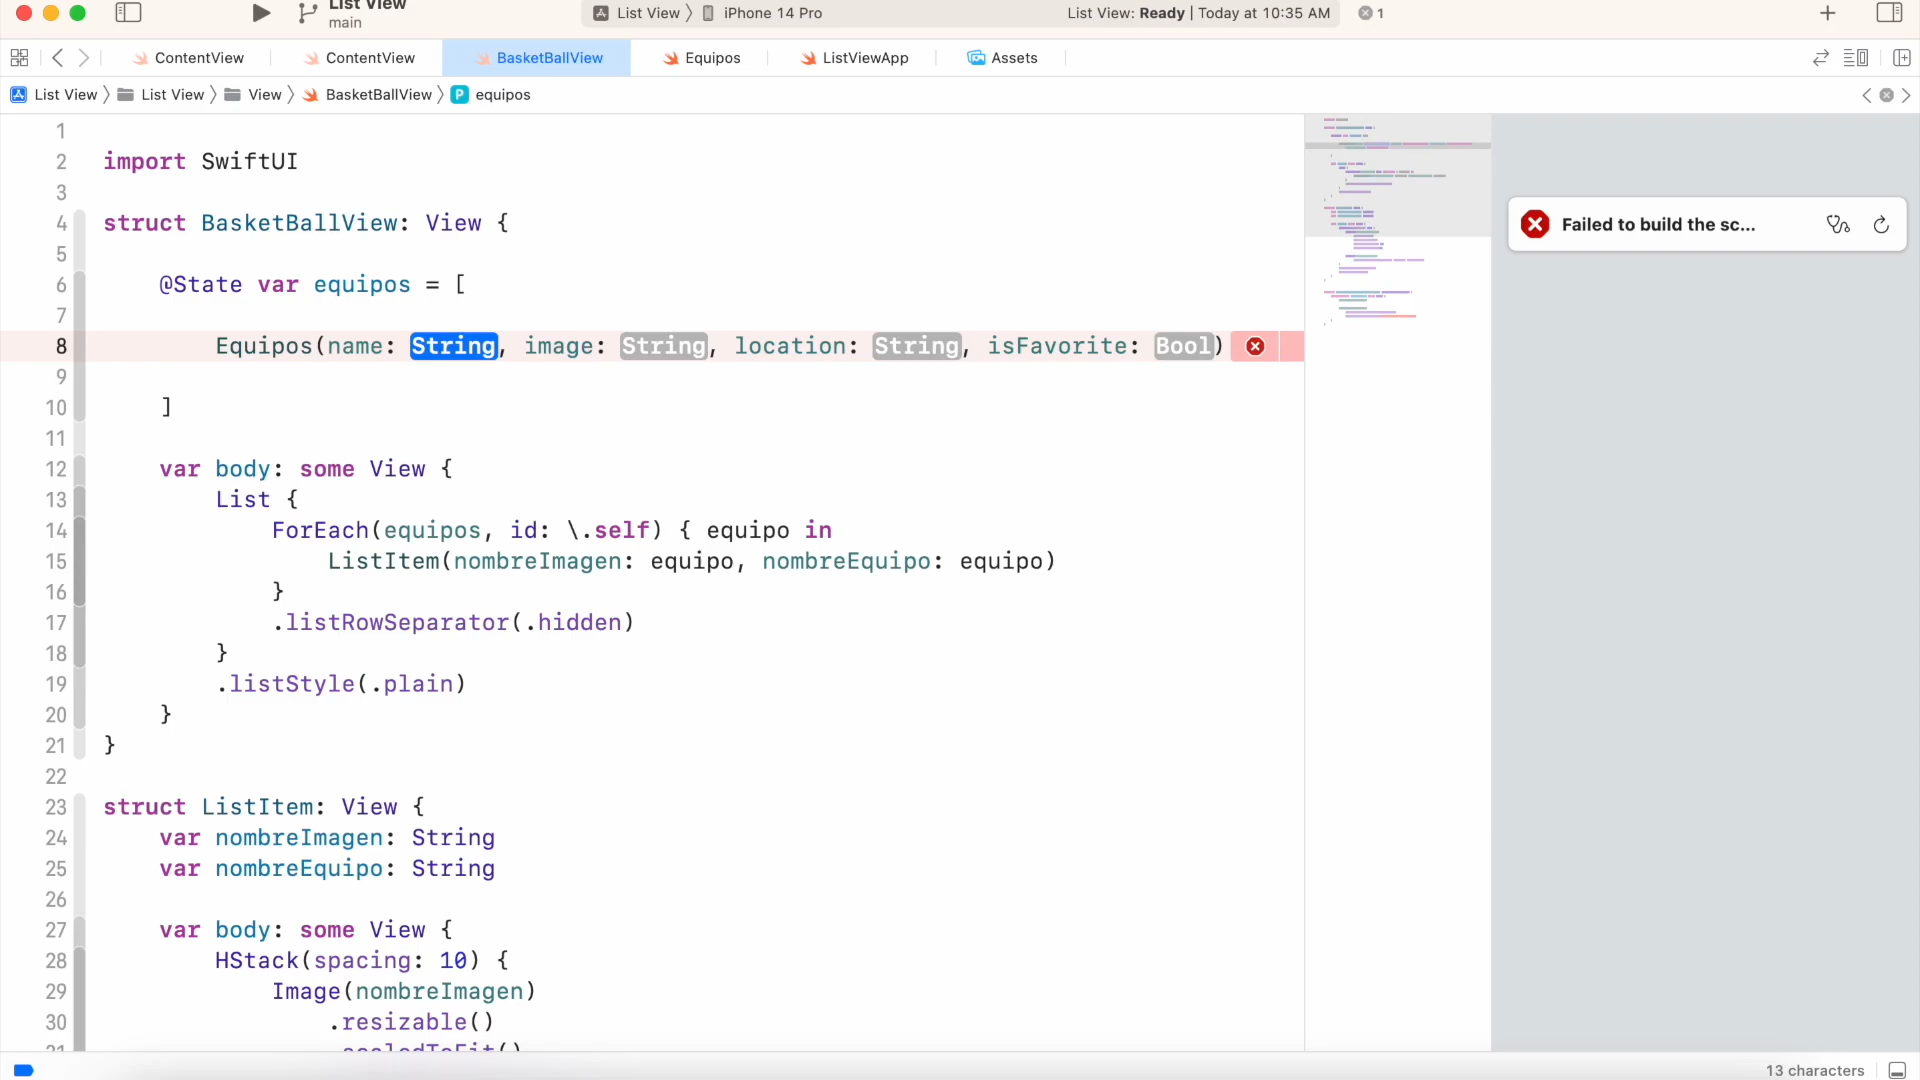 List View
main
List View 〉 iPhone 14 Pro
List View: Ready | Today at 10:35 AM
1
ContentView
ContentView
BasketBallView
Equipos
ListViewApp
Assets
List View 〉 List View 〉 View 〉 BasketBallView 〉 P equipos
1
2 import SwiftUI
3
4 struct BasketBallView: View {
5
6 @State var equipos = [
7
8 Equipos(name: String, image: String, location: String, isFavorite: Bool)
9
10 ]
11
12 var body: some View {
13 List {
14 ForEach(equipos, id: \.self) { equipo in
15 ListItem(nombreImagen: equipo, nombreEquipo: equipo)
16 }
17 .listRowSeparator(.hidden)
18 }
19 .listStyle(.plain)
20 }
21 }
22
23 struct ListItem: View {
24 var nombreImagen: String
25 var nombreEquipo: String
26
27 var body: some View {
28 HStack(spacing: 10) {
29 Image(nombreImagen)
30 .resizable()
31 .scaledToFit()
Failed to build the sc...
13 characters